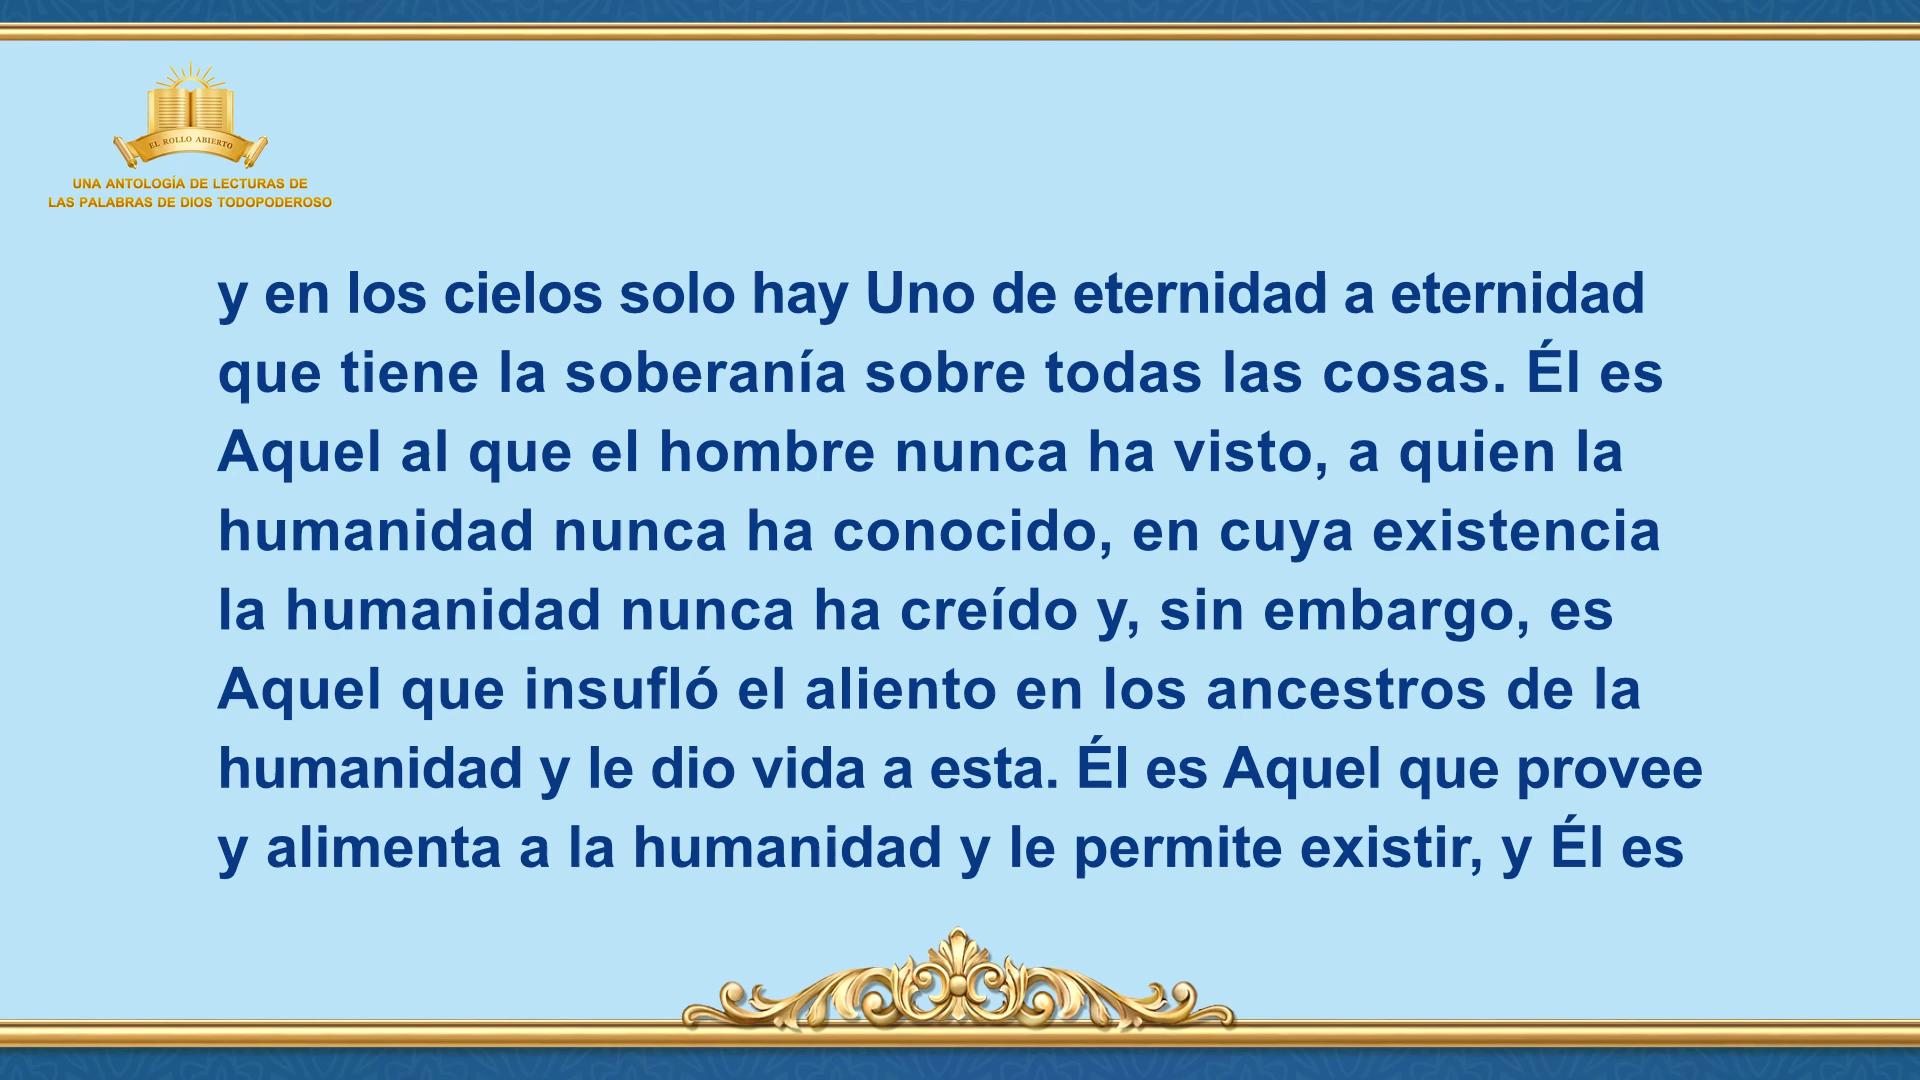 EL ROLLO ABIERTO
UNA ANTOLOGÍA DE LECTURAS DE
LAS PALABRAS DE DIOS TODOPODEROSO
y en los cielos solo hay Uno de eternidad a eternidad
que tiene la soberanía sobre todas las cosas. Él es
Aquel al que el hombre nunca ha visto, a quien la
humanidad nunca ha conocido, en cuya existencia
la humanidad nunca ha creído y, sin embargo, es
Aquel que insufló el aliento en los ancestros de la
humanidad y le dio vida a esta. Él es Aquel que provee
y alimenta a la humanidad y le permite existir, y Él es